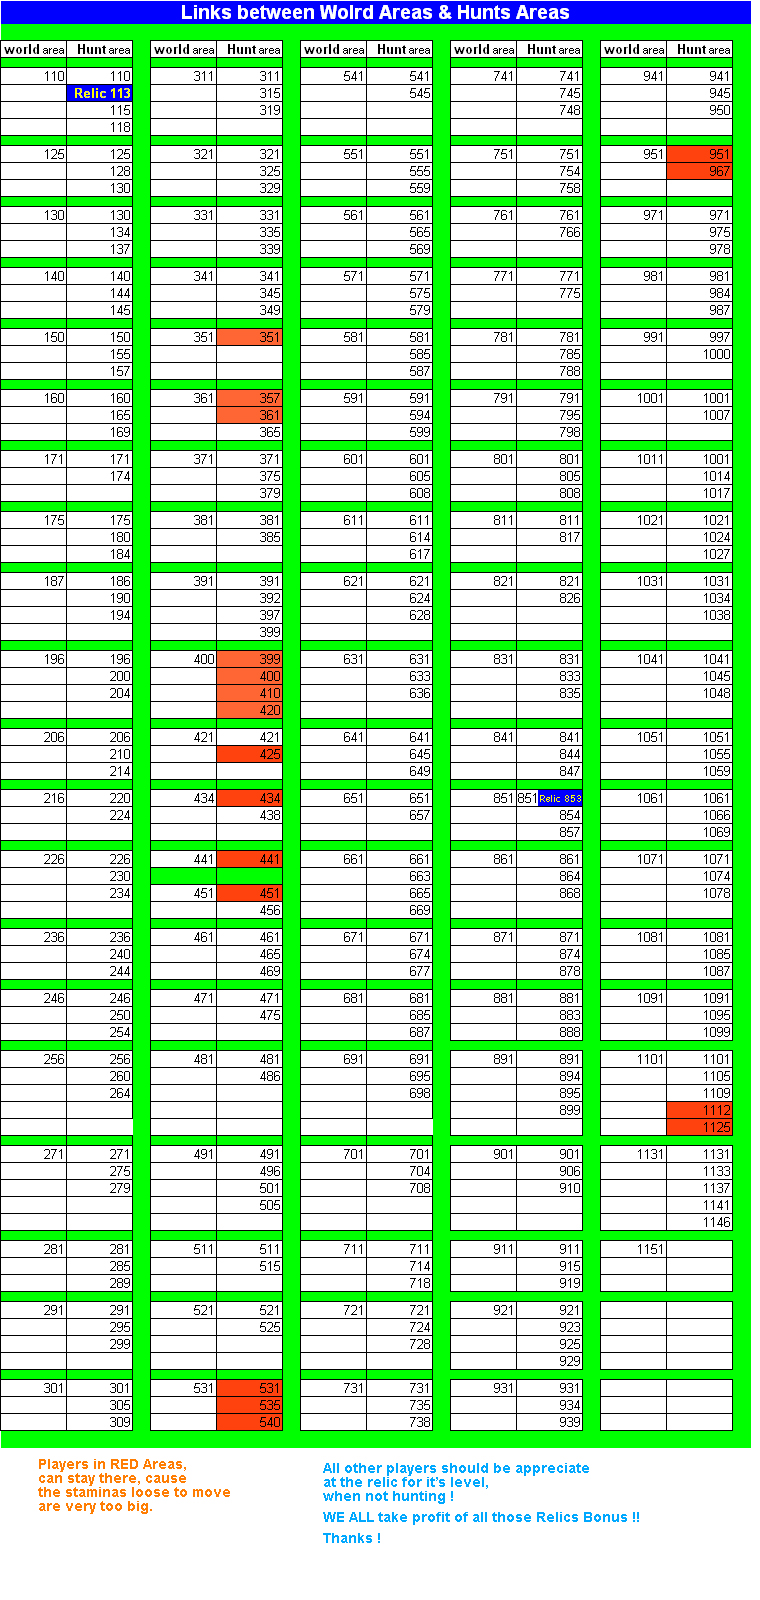 Links between Wolrd Areas & Hunts Areas
world area Hunt area world area Hunt area world area Hunt area world area Hunt area world area Hunt area
110 110 311 311 541 541 741 741 941 941
Relic 113 315 545 745 945
115 319 748 950
118
125 125 321 321 551 551 751 751 951 951
128 325 555 754 967
130 329 559 758
130 130 331 331 561 561 761 761 971 971
134 335 565 766 975
137 339 569 978
140 140 341 341 571 571 771 771 981 981
144 345 575 775 984
145 349 579 987
150 150 351 351 581 581 781 781 991 997
155 585 785 1000
157 587 788
160 160 361 357 591 591 791 791 1001 1001
165 361 594 795 1007
169 365 599 798
171 171 371 371 601 601 801 801 1011 1001
174 375 605 805 1014
379 608 808 1017
175 175 381 381 611 611 811 811 1021 1021
180 385 614 817 1024
184 617 1027
187 186 391 391 621 621 821 821 1031 1031
190 392 624 826 1034
194 397 628 1038
399
196 196 400 399 631 631 831 831 1041 1041
200 400 633 833 1045
204 410 636 835 1048
420
206 206 421 421 641 641 841 841 1051 1051
210 425 645 844 1055
214 649 847 1059
216 220 434 434 651 651 851 851 Relic 853 1061 1061
224 438 657 854 1066
857 1069
226 226 441 441 661 661 861 861 1071 1071
230 663 864 1074
234 451 451 665 868 1078
456 669
236 236 461 461 671 671 871 871 1081 1081
240 465 674 874 1085
244 469 677 878 1087
246 246 471 471 681 681 881 881 1091 1091
250 475 685 883 1095
254 687 888 1099
256 256 481 481 691 691 891 891 1101 1101
260 486 695 894 1105
264 698 895 1109
899 1112
1125
271 271 491 491 701 701 901 901 1131 1131
275 496 704 906 1133
279 501 708 910 1137
505 1141
1146
281 281 511 511 711 711 911 911 1151
285 515 714 915
289 718 919
291 291 521 521 721 721 921 921
295 525 724 923
299 728 925
929
301 301 531 531 731 731 931 931
305 535 735 934
309 540 738 939
Players in RED Areas,
can stay there, cause
the staminas loose to move
are very too big.
All other players should be appreciate
at the relic for it's level,
when not hunting !
WE ALL take profit of all those Relics Bonus !!
Thanks !